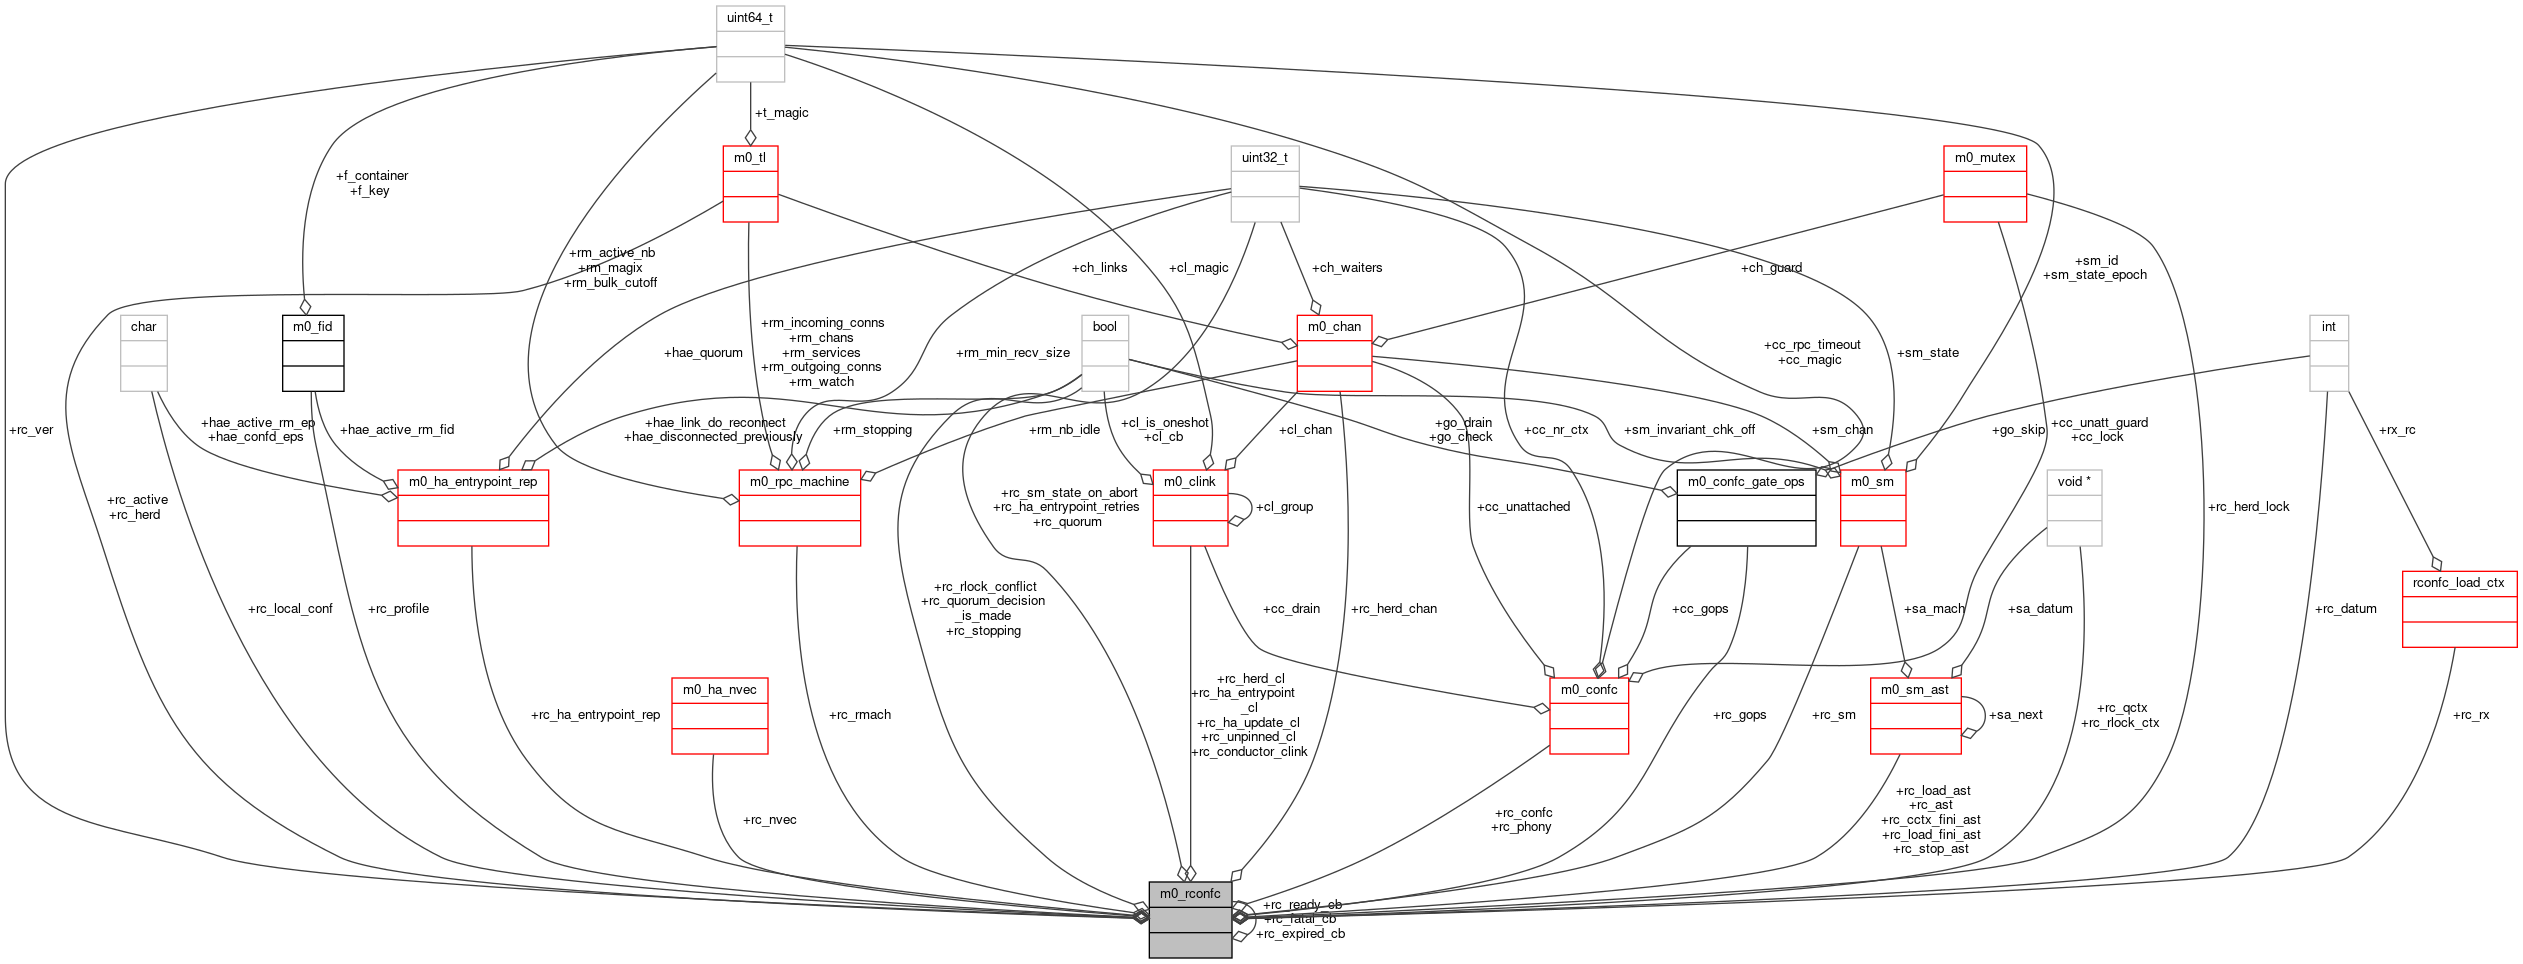 uint64_t
+t_magic
m0_tl
uint32_t
m0_mutex
+f_container
+f_key
+rm_active_nb
+rm_magix
+rm_bulk_cutoff
+ch_links
+cl_magic
+ch_waiters
+ch_guard
+sm_id
+sm_state_epoch
char
m0_fid
bool
m0_chan
int
+rm_incoming_conns
+rm_chans
+rm_services
+rm_outgoing_conns
+rm_watch
+hae_quorum
+rm_min_recv_size
+cc_rpc_timeout
+cc_magic
+sm_state
+rc_ver
+hae_active_rm_ep
+hae_confd_eps
+hae_active_rm_fid
+hae_link_do_reconnect
+hae_disconnected_previously
+rm_stopping
+rm_nb_idle
+cl_is_oneshot
+cl_cb
+cl_chan
+go_drain
+go_check
+cc_nr_ctx
+sm_invariant_chk_off
+sm_chan
+go_skip
+cc_unatt_guard
+cc_lock
+rx_rc
m0_ha_entrypoint_rep
m0_rpc_machine
m0_clink
m0_confc_gate_ops
m0_sm
void *
+rc_active
+rc_herd
+rc_sm_state_on_abort
+rc_ha_entrypoint_retries
+rc_quorum
+cl_group
+cc_unattached
+rc_herd_lock
rconfc_load_ctx
+rc_local_conf
+rc_profile
+rc_rlock_conflict
+rc_quorum_decision
_is_made
+rc_stopping
+cc_drain
+rc_herd_chan
+cc_gops
+sa_mach
+sa_datum
+rc_datum
m0_ha_nvec
m0_confc
m0_sm_ast
+rc_ha_entrypoint_rep
+rc_rmach
+rc_herd_cl
+rc_ha_entrypoint
_cl
+rc_ha_update_cl
+rc_unpinned_cl
+rc_conductor_clink
+rc_gops
+rc_sm
+sa_next
+rc_qctx
+rc_rlock_ctx
+rc_rx
+rc_nvec
+rc_confc
+rc_phony
+rc_load_ast
+rc_ast
+rc_cctx_fini_ast
+rc_load_fini_ast
+rc_stop_ast
m0_rconfc
+rc_ready_cb
+rc_fatal_cb
+rc_expired_cb